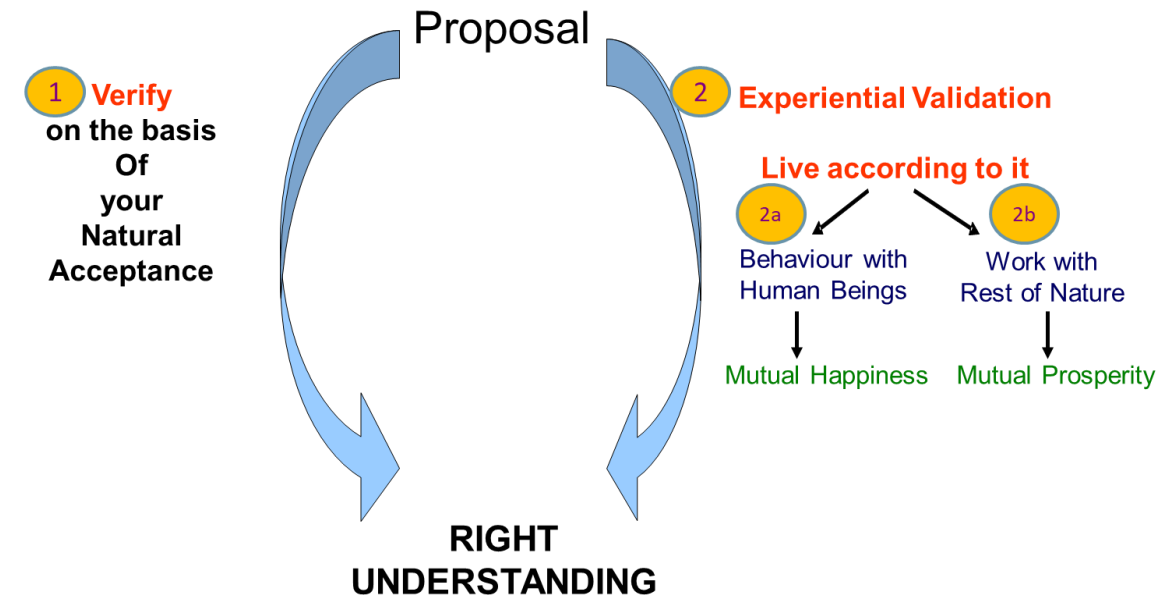 Proposal
1 Verify
on the basis
Of
your
Natural
Acceptance
2 Experiential Validation
Live according to it
2a
Behaviour with
Human Beings
Mutual Happiness
2b
Work with
Rest of Nature
Mutual Prosperity
RIGHT
UNDERSTANDING